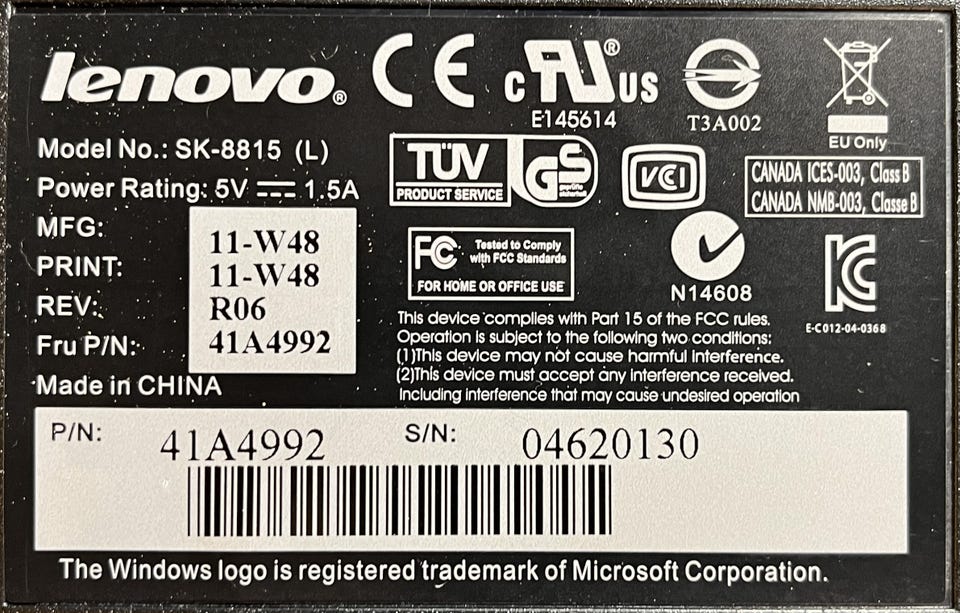 lenovo®
CE
c RU® US
E145614
T3A002
EU Only
Model No.: SK-8815 (L)
Power Rating: 5V 1.5A
MFG: 11-W48
PRINT: 11-W48
REV: R06
Fru P/N: 41A4992
Made in CHINA
TÜV
PRODUCT SERVICE
GS
geprüfte
sicherheit
VCI
CANADA ICES-003, Class B
CANADA NMB-003, Classe B
FC Tested to Comply
with FCC Standards
FOR HOME OR OFFICE USE
N14608
KC
E-C012-04-0368
This device complies with Part 15 of the FCC rules.
Operation is subject to the following two conditions:
(1)This device may not cause harmful interference.
(2)This device must accept any interference received.
Including interference that may cause undesired operation
P/N: 41A4992 S/N: 04620130
The Windows logo is registered trademark of Microsoft Corporation.